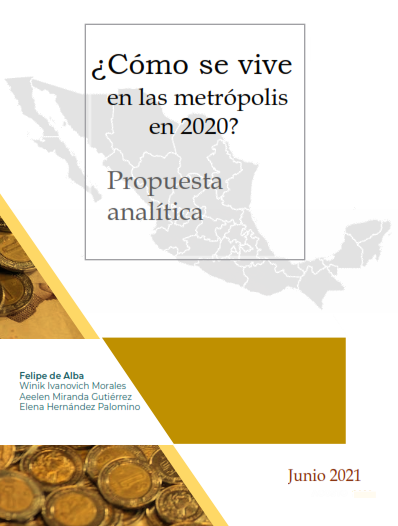 ¿Cómo se vive
en las metrópolis
en 2020?
Propuesta
analítica
Felipe de Alba
Winik Ivanovich Morales
Aeelen Miranda Gutiérrez
Elena Hernández Palomino
Junio 2021